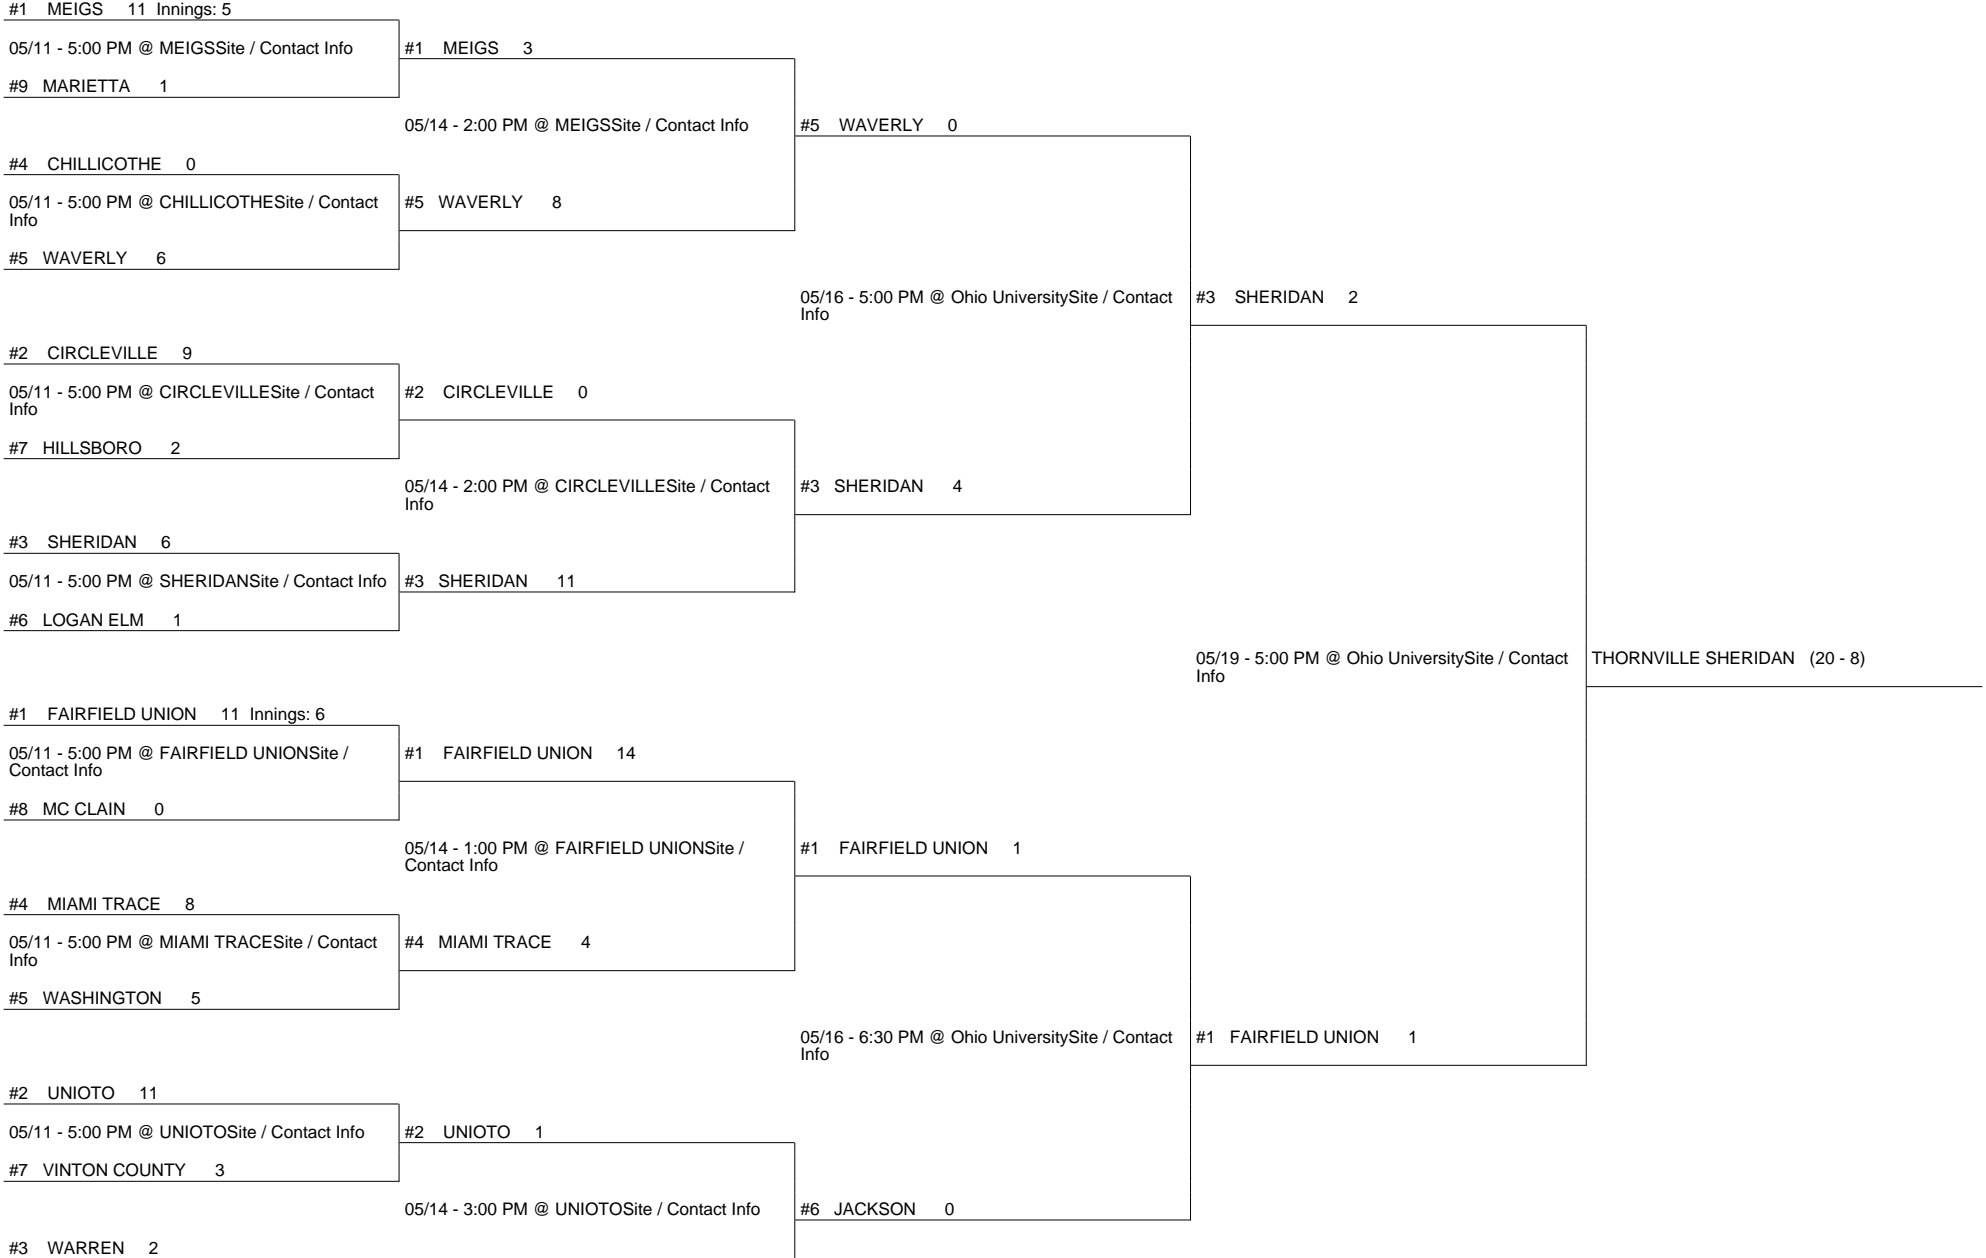 #1 MEIGS 11 Innings: 5
05/11 - 5:00 PM @ MEIGSSite / Contact Info
#9 MARIETTA 1
#1 MEIGS 3
05/14 - 2:00 PM @ MEIGSSite / Contact Info
#5 WAVERLY 0
#4 CHILLICOTHE 0
05/11 - 5:00 PM @ CHILLICOTHESite / Contact
Info
#5 WAVERLY 6
#5 WAVERLY 8
05/16 - 5:00 PM @ Ohio UniversitySite / Contact
Info
#3 SHERIDAN 2
#2 CIRCLEVILLE 9
05/11 - 5:00 PM @ CIRCLEVILLESite / Contact
Info
#7 HILLSBORO 2
#2 CIRCLEVILLE 0
05/14 - 2:00 PM @ CIRCLEVILLESite / Contact
Info
#3 SHERIDAN 4
#3 SHERIDAN 6
05/11 - 5:00 PM @ SHERIDANSite / Contact Info
#6 LOGAN ELM 1
#3 SHERIDAN 11
05/19 - 5:00 PM @ Ohio UniversitySite / Contact
Info
THORNVILLE SHERIDAN (20 - 8)
#1 FAIRFIELD UNION 11 Innings: 6
05/11 - 5:00 PM @ FAIRFIELD UNIONSite /
Contact Info
#8 MC CLAIN 0
#1 FAIRFIELD UNION 14
05/14 - 1:00 PM @ FAIRFIELD UNIONSite /
Contact Info
#1 FAIRFIELD UNION 1
#4 MIAMI TRACE 8
05/11 - 5:00 PM @ MIAMI TRACESite / Contact
Info
#5 WASHINGTON 5
#4 MIAMI TRACE 4
05/16 - 6:30 PM @ Ohio UniversitySite / Contact
Info
#1 FAIRFIELD UNION 1
#2 UNIOTO 11
05/11 - 5:00 PM @ UNIOTOSite / Contact Info
#7 VINTON COUNTY 3
#2 UNIOTO 1
05/14 - 3:00 PM @ UNIOTOSite / Contact Info
#6 JACKSON 0
#3 WARREN 2